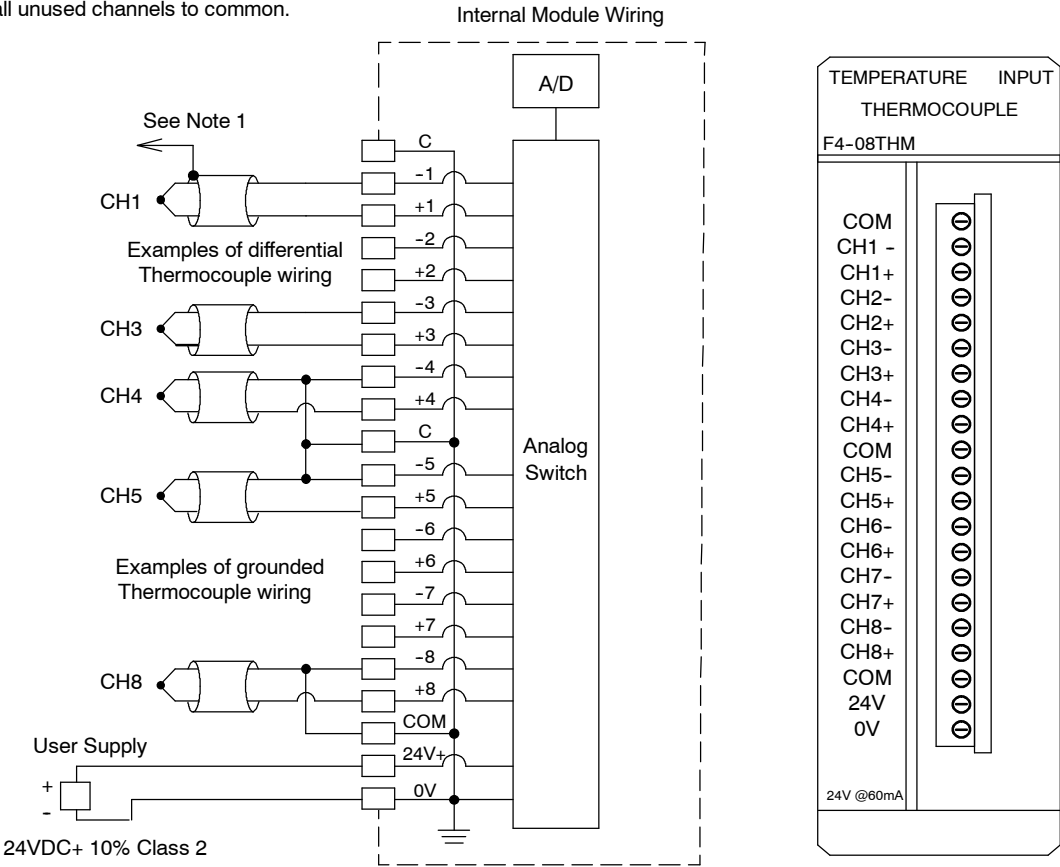 all unused channels to common.
Internal Module Wiring
A/D
See Note 1
C
-1
CH1
+1
-2
Examples of differential
Thermocouple wiring
+2
-3
CH3
+3
-4
CH4
+4
C
Analog
Switch
-5
CH5
+5
-6
+6
Examples of grounded
Thermocouple wiring
-7
+7
-8
CH8
+8
COM
User Supply
24V+
+
-
0V
24VDC+ 10% Class 2
TEMPERATURE INPUT
THERMOCOUPLE
F4-08THM
COM
CH1 -
CH1+
CH2-
CH2+
CH3-
CH3+
CH4-
CH4+
COM
CH5-
CH5+
CH6-
CH6+
CH7-
CH7+
CH8-
CH8+
COM
24V
0V
24V @60mA